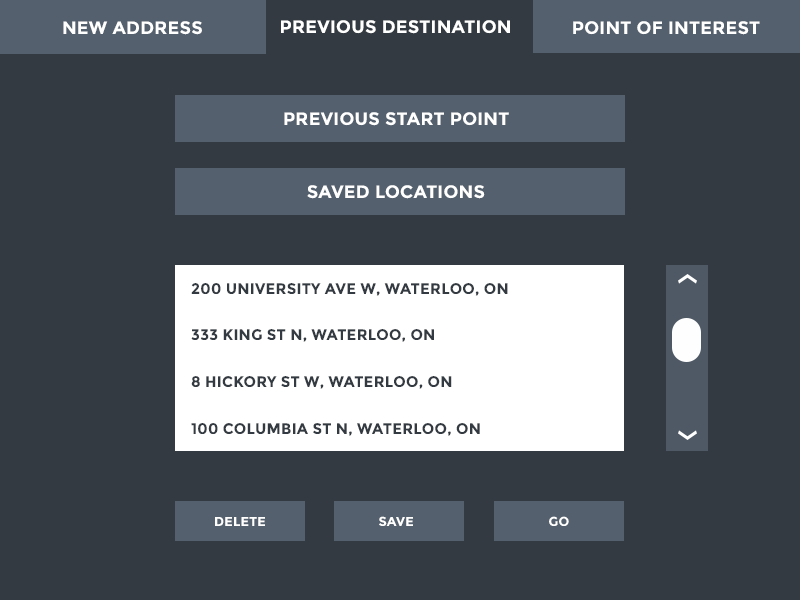 NEW ADDRESS
PREVIOUS DESTINATION
POINT OF INTEREST
PREVIOUS START POINT
SAVED LOCATIONS
200 UNIVERSITY AVE W, WATERLOO, ON
333 KING ST N, WATERLOO, ON
8 HICKORY ST W, WATERLOO, ON
100 COLUMBIA ST N, WATERLOO, ON
DELETE
SAVE
GO